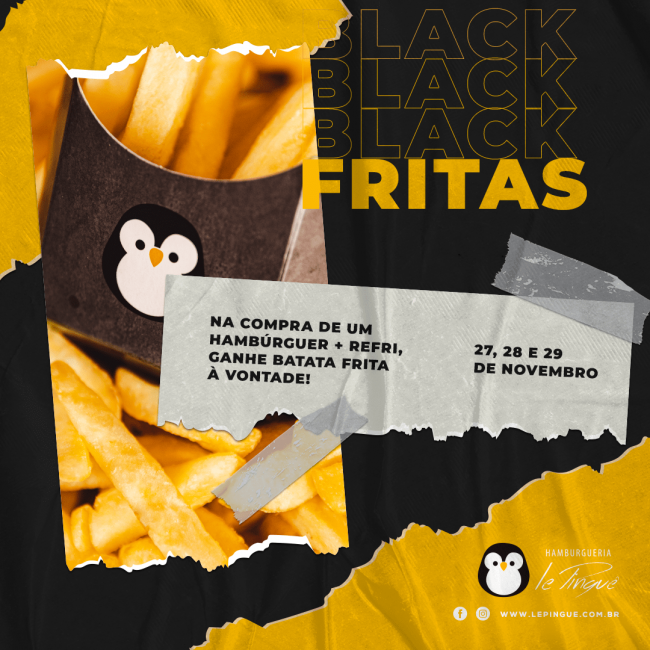 BLACK
BLACK
BLACK
FRITAS
NA COMPRA DE UM
HAMBÚRGUER + REFRI,
GANHE BATATA FRITA
À VONTADE!
27, 28 E 29
DE NOVEMBRO
HAMBURGUERIA
le Pinguê
WWW.LEPINGUE.COM.BR